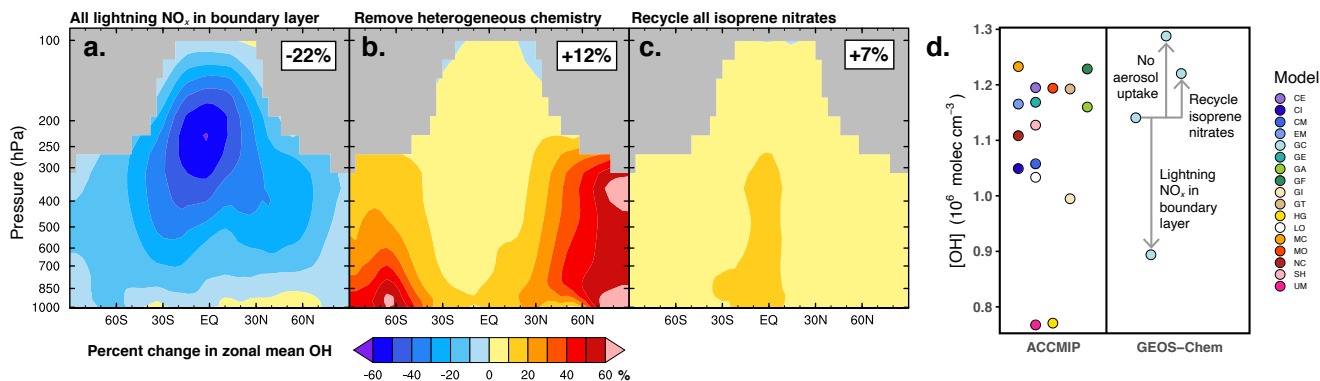 All lightning NOx in boundary layer
Remove heterogeneous chemistry
Recycle all isoprene nitrates
a.
-22%
b.
+12%
c.
+7%
d.
Pressure (hPa)
100
200
250
300
400
500
600
700
850
1000
60S 30S EQ 30N 60N
60S 30S EQ 30N 60N
60S 30S EQ 30N 60N
Percent change in zonal mean OH
-60 -40 -20 0 20 40 60 %
[OH] (10⁶ molec cm⁻³)
1.3
1.2
1.1
1.0
0.9
0.8
No
aerosol
uptake
Recycle
isoprene
nitrates
Lightning
NOx in
boundary
layer
ACCMIP
GEOS−Chem
Model
CE
CI
CM
EM
GC
GE
GA
GF
GI
GT
HG
LO
MC
MO
NC
SH
UM